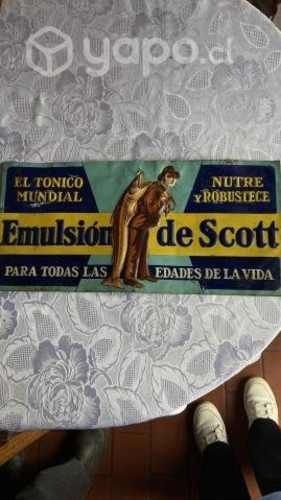 yapo.cl
EL TONICO MUNDIAL
NUTRE Y ROBUSTECE
Emulsión de Scott
PARA TODAS LAS EDADES DE LA VIDA